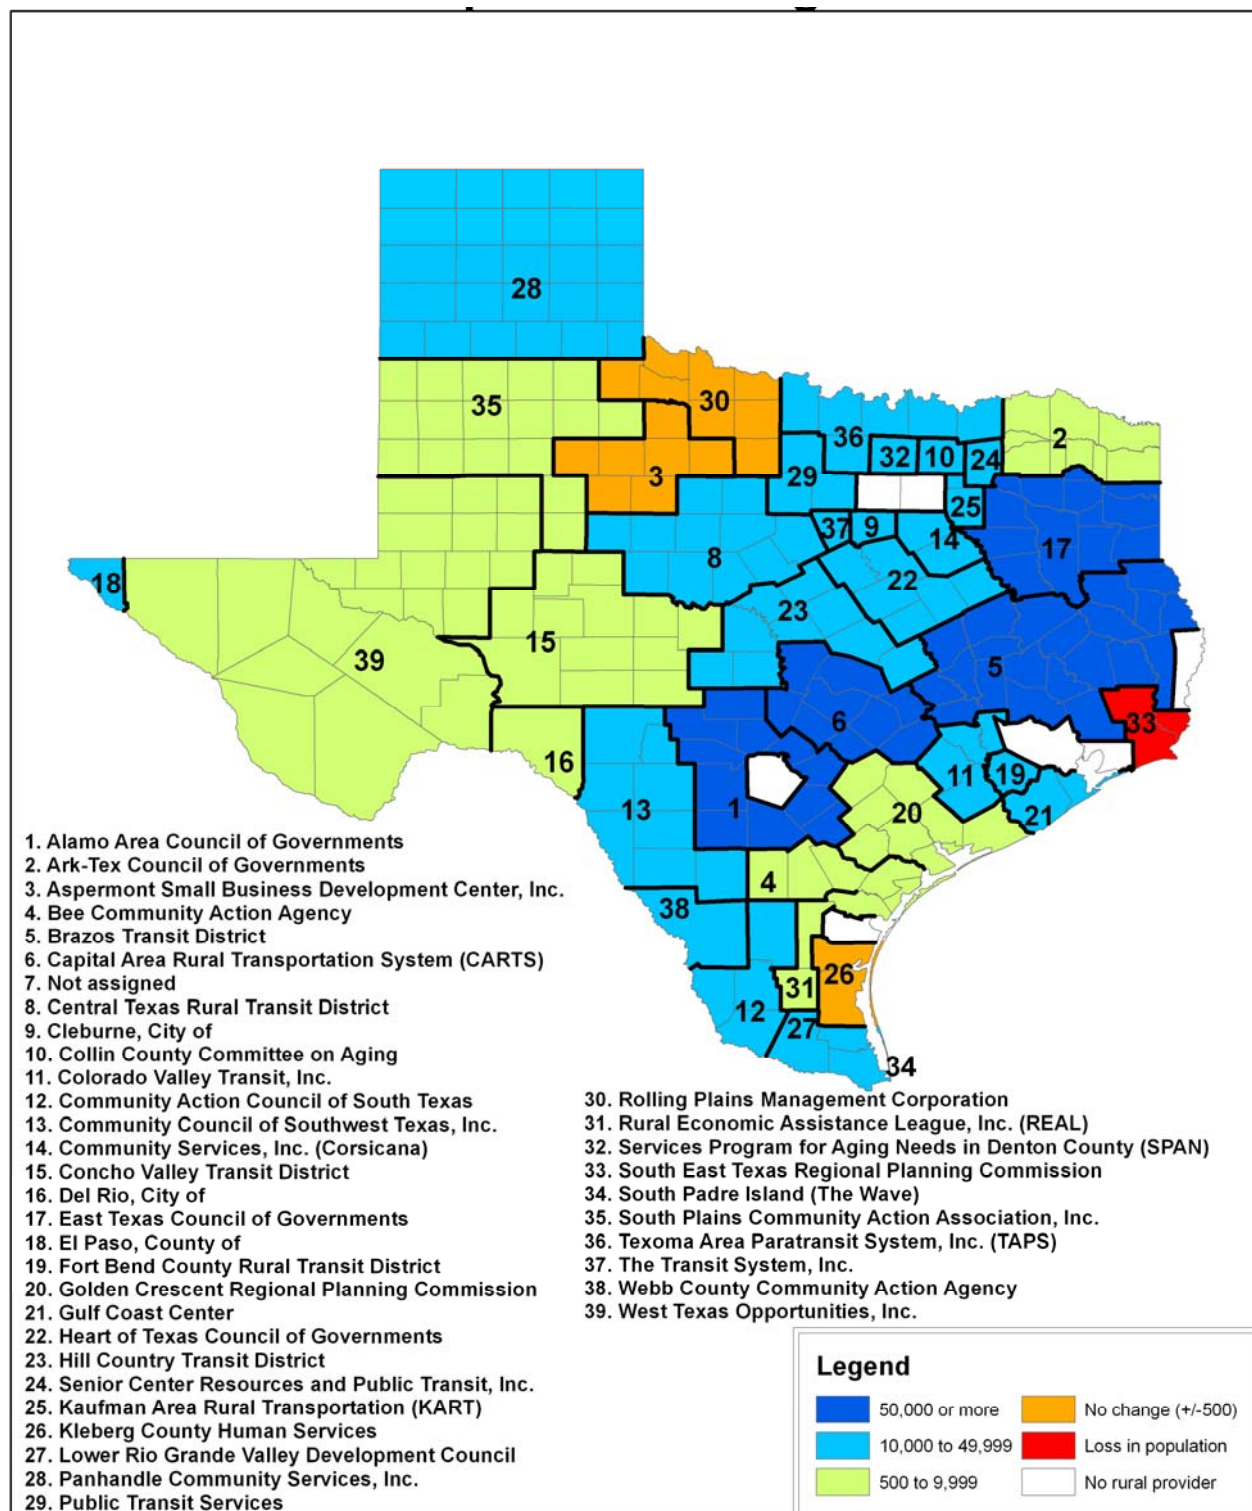 28
35
30
3
36
32
10
24
2
29
25
37
9
14
17
8
22
18
23
15
39
5
33
6
16
13
1
11
19
21
20
4
38
26
31
12
27
34
1. Alamo Area Council of Governments
2. Ark-Tex Council of Governments
3. Aspermont Small Business Development Center, Inc.
4. Bee Community Action Agency
5. Brazos Transit District
6. Capital Area Rural Transportation System (CARTS)
7. Not assigned
8. Central Texas Rural Transit District
9. Cleburne, City of
10. Collin County Committee on Aging
11. Colorado Valley Transit, Inc.
12. Community Action Council of South Texas
13. Community Council of Southwest Texas, Inc.
14. Community Services, Inc. (Corsicana)
15. Concho Valley Transit District
16. Del Rio, City of
17. East Texas Council of Governments
18. El Paso, County of
19. Fort Bend County Rural Transit District
20. Golden Crescent Regional Planning Commission
21. Gulf Coast Center
22. Heart of Texas Council of Governments
23. Hill Country Transit District
24. Senior Center Resources and Public Transit, Inc.
25. Kaufman Area Rural Transportation (KART)
26. Kleberg County Human Services
27. Lower Rio Grande Valley Development Council
28. Panhandle Community Services, Inc.
29. Public Transit Services
30. Rolling Plains Management Corporation
31. Rural Economic Assistance League, Inc. (REAL)
32. Services Program for Aging Needs in Denton County (SPAN)
33. South East Texas Regional Planning Commission
34. South Padre Island (The Wave)
35. South Plains Community Action Association, Inc.
36. Texoma Area Paratransit System, Inc. (TAPS)
37. The Transit System, Inc.
38. Webb County Community Action Agency
39. West Texas Opportunities, Inc.
Legend
50,000 or more
10,000 to 49,999
500 to 9,999
No change (+/-500)
Loss in population
No rural provider